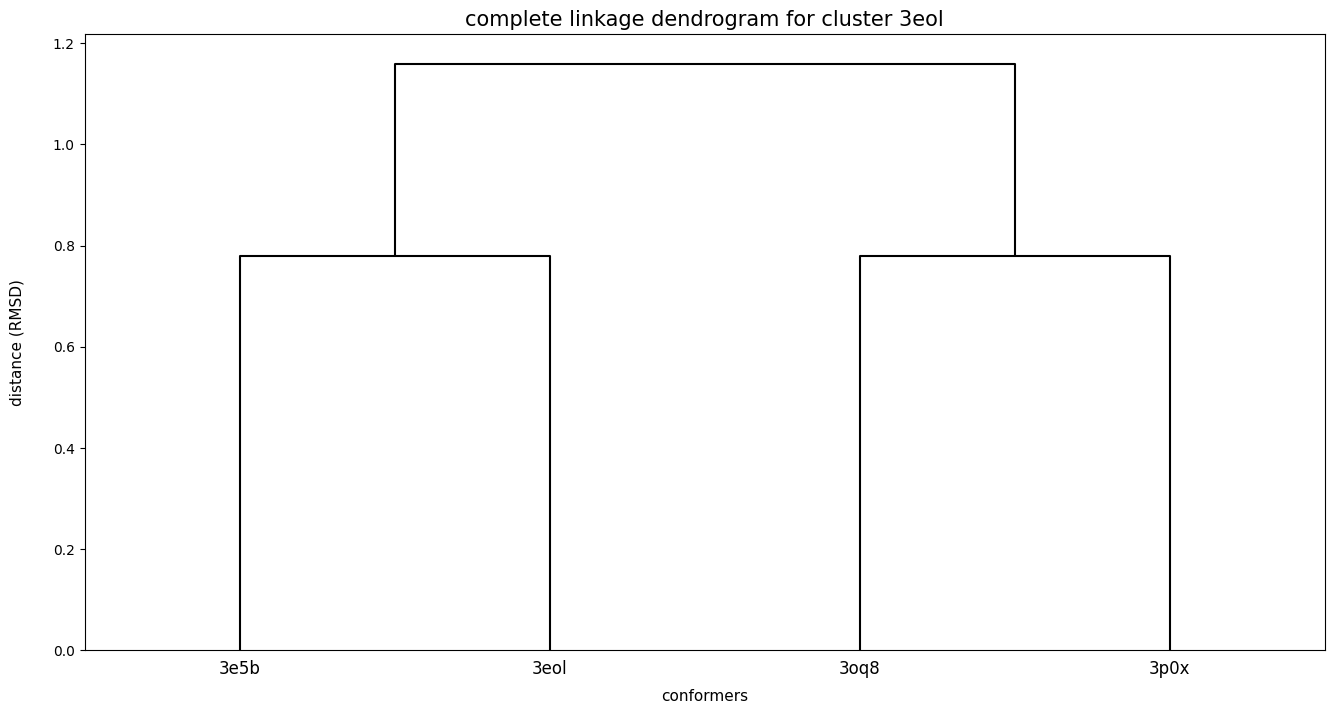 complete linkage dendrogram for cluster 3eol
1.2
1.0
0.8
0.6
0.4
0.2
0.0
distance (RMSD)
3e5b 3eol 3oq8 3p0x
conformers